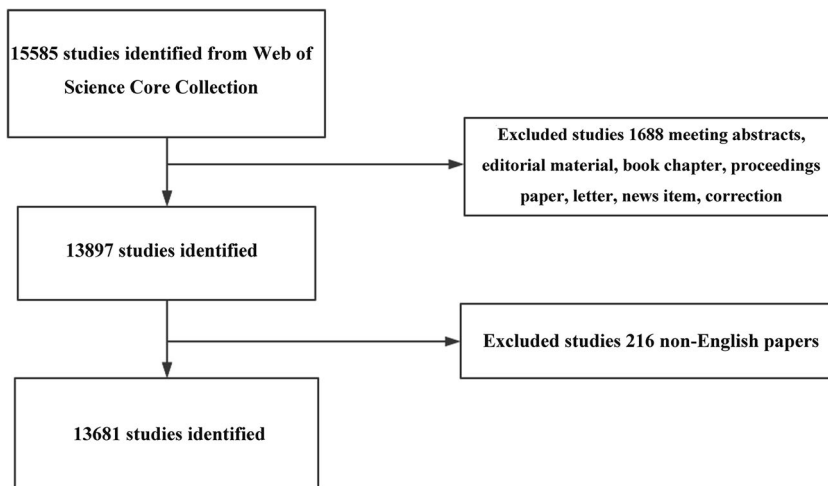 15585 studies identified from Web of
Science Core Collection
Excluded studies 1688 meeting abstracts,
editorial material, book chapter, proceedings
paper, letter, news item, correction
13897 studies identified
Excluded studies 216 non-English papers
13681 studies identified